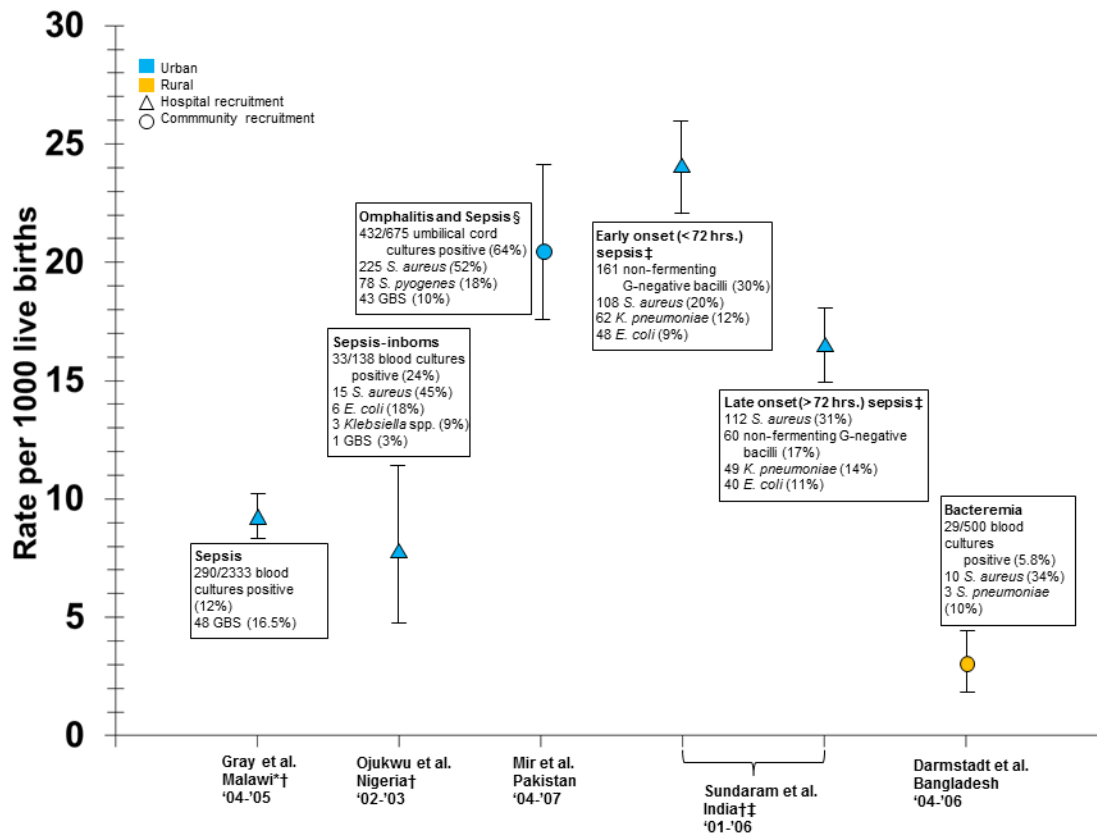 30
25
20
15
10
5
0
Rate per 1000 live births
Urban
Rural
Hospital recruitment
Commmunity recruitment
Sepsis
290/2333 blood
cultures positive
(12%)
48 GBS (16.5%)
Sepsis-inborns
33/138 blood cultures
positive (24%)
15 S. aureus (45%)
6 E. coli (18%)
3 Klebsiella spp. (9%)
1 GBS (3%)
Omphalitis and Sepsis §
432/675 umbilical cord
cultures positive (64%)
225 S. aureus (52%)
78 S. pyogenes (18%)
43 GBS (10%)
Early onset (< 72 hrs.)
sepsis‡
161 non-fermenting
G-negative bacilli (30%)
108 S. aureus (20%)
62 K. pneumoniae (12%)
48 E. coli (9%)
Late onset (> 72 hrs.) sepsis‡
112 S. aureus (31%)
60 non-fermenting G-negative
bacilli (17%)
49 K. pneumoniae (14%)
40 E. coli (11%)
Bacteremia
29/500 blood
cultures
positive (5.8%)
10 S. aureus (34%)
3 S. pneumoniae
(10%)
Gray et al.
Malawi*†
‘04-’05
Ojukwu et al.
Nigeria†
‘02-’03
Mir et al.
Pakistan
‘04-’07
Sundaram et al.
India†‡
‘01-’06
Darmstadt et al.
Bangladesh
‘04-’06